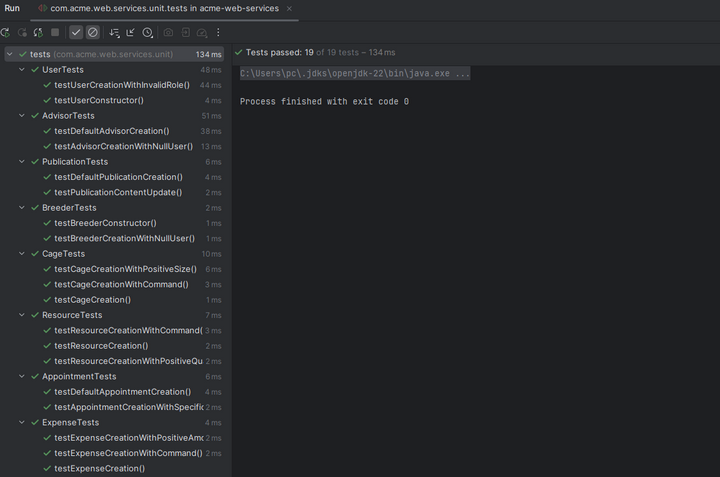 Run com.acme.web.services.unit.tests in acme-web-services
tests (com.acme.web.services.unit) 134 ms
UserTests 48 ms
testUserCreationWithInvalidRole() 44 ms
testUserConstructor() 4 ms
AdvisorTests 51 ms
testDefaultAdvisorCreation() 38 ms
testAdvisorCreationWithNullUser() 13 ms
PublicationTests 6 ms
testDefaultPublicationCreation() 4 ms
testPublicationContentUpdate() 2 ms
BreederTests 2 ms
testBreederConstructor() 1 ms
testBreederCreationWithNullUser() 1 ms
CageTests 10 ms
testCageCreationWithPositiveSize() 6 ms
testCageCreationWithCommand() 3 ms
testCageCreation() 1 ms
ResourceTests 7 ms
testResourceCreationWithCommand( 3 ms
testResourceCreation() 2 ms
testResourceCreationWithPositiveQu 2 ms
AppointmentTests 6 ms
testDefaultAppointmentCreation() 4 ms
testAppointmentCreationWithSpecific 2 ms
ExpenseTests 4 ms
testExpenseCreationWithPositiveAmo 2 ms
testExpenseCreationWithCommand() 2 ms
testExpenseCreation()
Tests passed: 19 of 19 tests – 134 ms
C:\Users\pc\.jdks\openjdk-22\bin\java.exe ...
Process finished with exit code 0